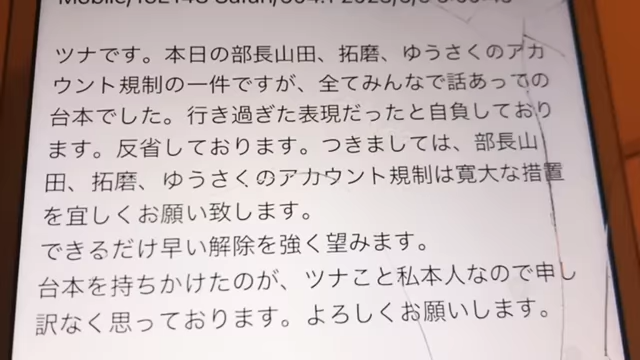 ツナです。本日の部長山田、拓磨、ゆうさくのアカ
ウント規制の一件ですが、全てみんなで話あっての
台本でした。行き過ぎた表現だったと自負しており
ます。反省しております。つきましては、部長山
田、拓磨、ゆうさくのアカウント規制は寛大な措置
を宜しくお願い致します。
できるだけ早い解除を強く望みます。
台本を持ちかけたのが、ツナこと私本人なので申し
訳なく思っております。よろしくお願いします。